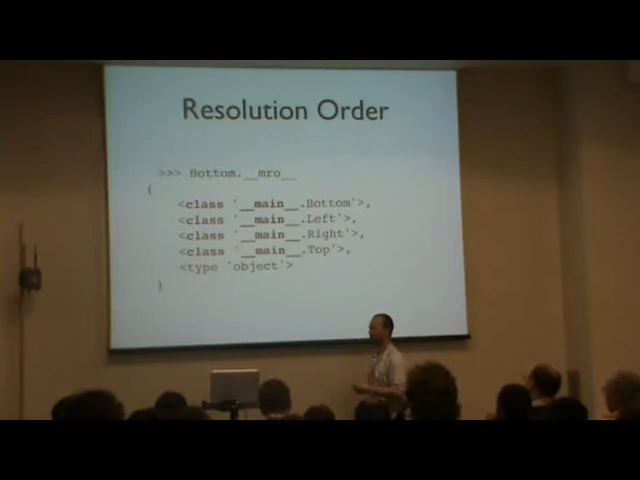 Resolution Order
>>> Bottom.__mro__
(
<class '__main__.Bottom'>,
<class '__main__.Left'>,
<class '__main__.Right'>,
<class '__main__.Top'>,
<type 'object'>
)